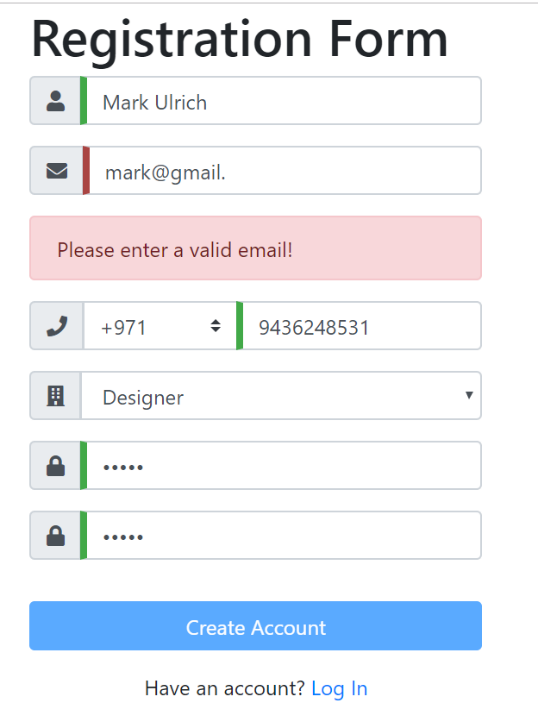 Registration Form
Mark Ulrich
mark@gmail.
Please enter a valid email!
+971 9436248531
Designer
•••••
•••••
Create Account
Have an account? Log In